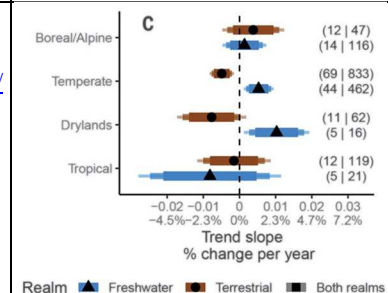 C
Boreal/Alpine
(12 | 47)
(14 | 116)
Temperate
(69 | 833)
(44 | 462)
Drylands
(11 | 62)
(5 | 16)
Tropical
(12 | 119)
(5 | 21)
−0.02 −0.01 0 0.01 0.02 0.03
−4.5% −2.3% 0% 2.3% 4.7% 7.2%
Trend slope
% change per year
Realm Freshwater Terrestrial Both realms